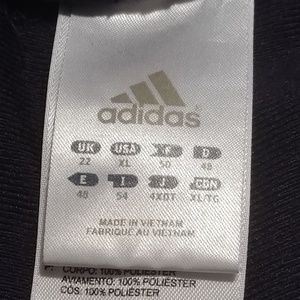 adidas
UK USA D
22 XL 50 48
E I J CDN
48 54 4XOT XL/TG
MADE IN VIETNAM
FABRIQUÉ AU VIETNAM
CORPO: 100% POLIÉSTER
AVIAMENTO: 100% POLIÉSTER
CÓS: 100% POLIÉSTER